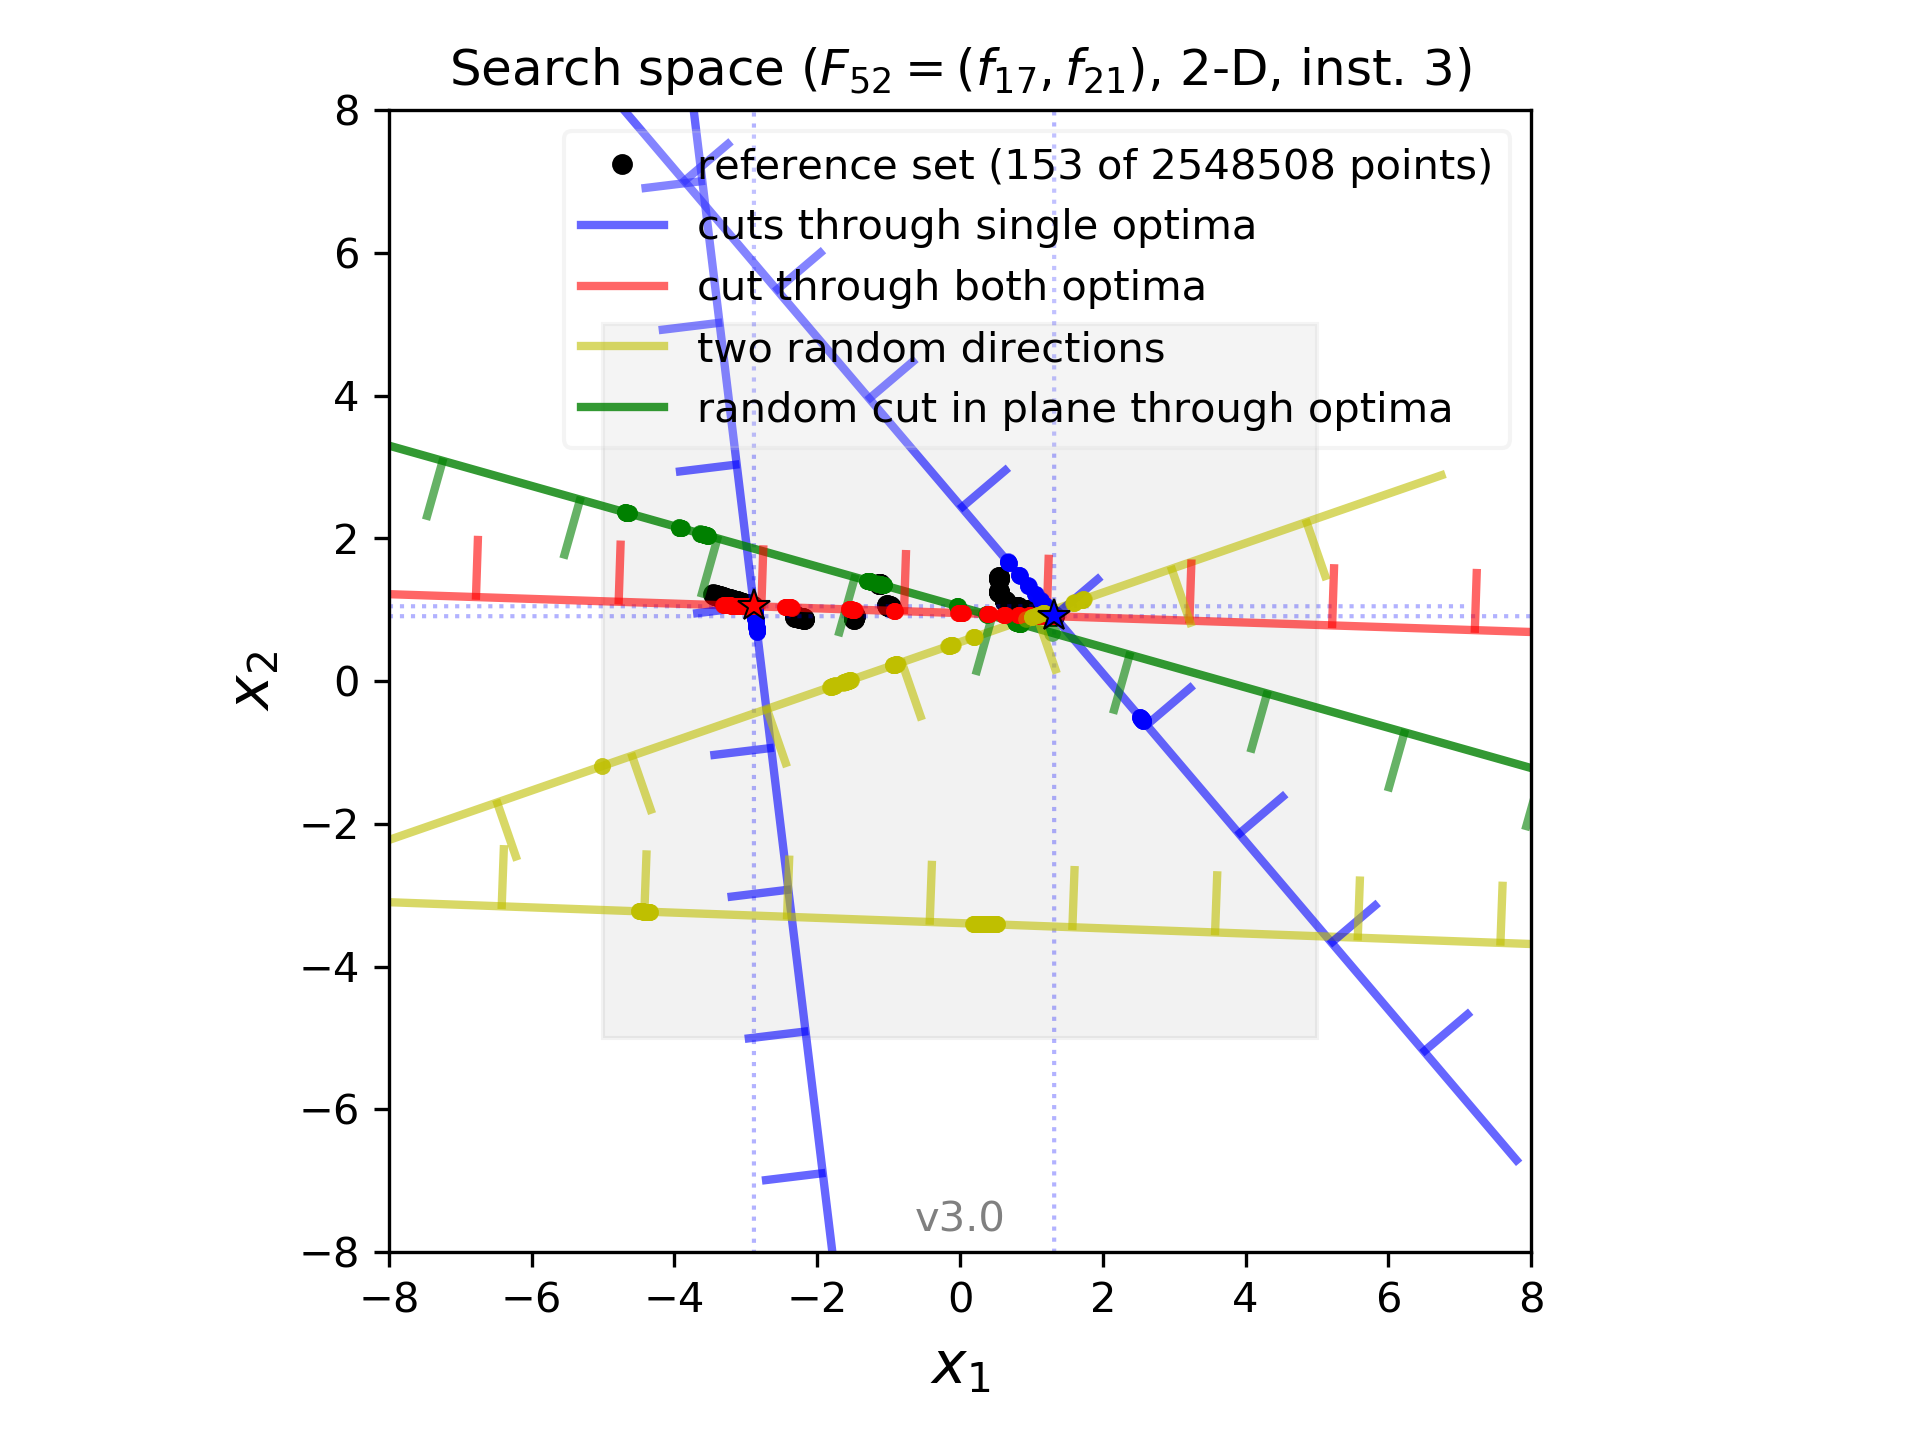 Search space (F52 = (f17, f21), 2-D, inst. 3)
reference set (153 of 2548508 points)
cuts through single optima
cut through both optima
two random directions
random cut in plane through optima
8
6
4
2
0
−2
−4
−6
−8
x2
v3.0
−8 −6 −4 −2 0 2 4 6 8
x1